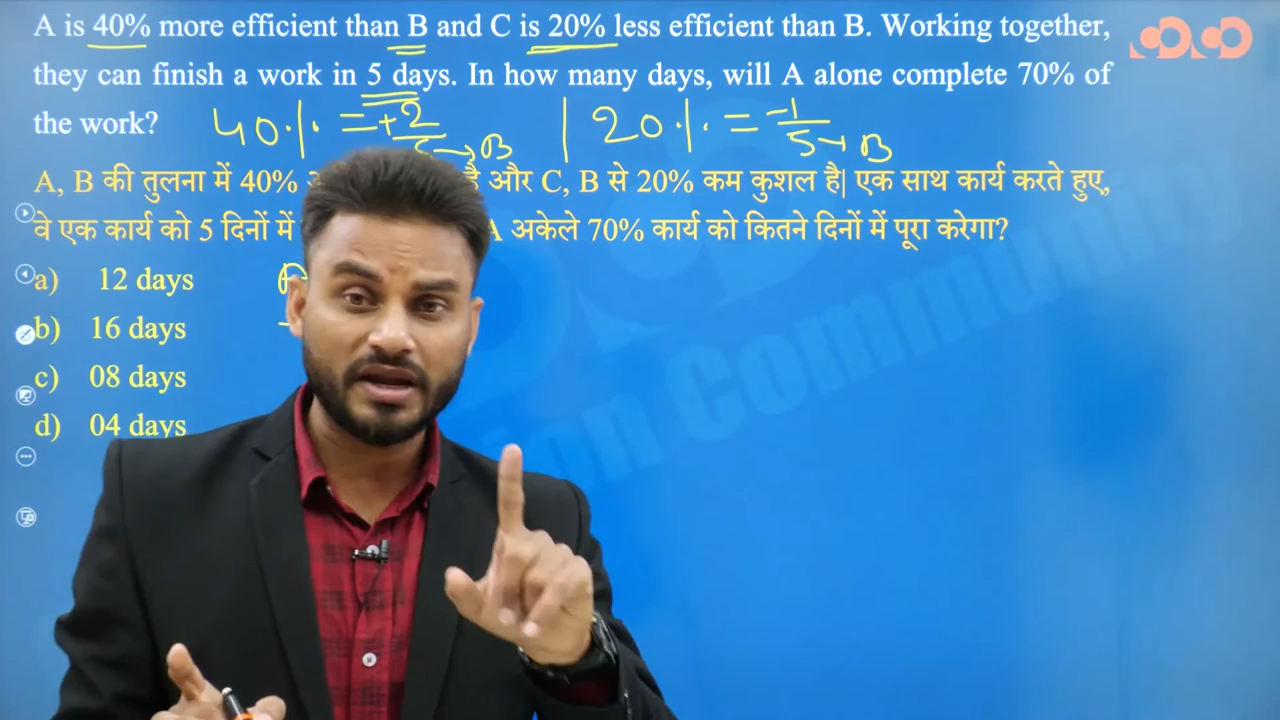 A is 40% more efficient than B and C is 20% less efficient than B. Working together,
they can finish a work in 5 days. In how many days, will A alone complete 70% of
the work?
40% = +2/5 → B | 20% = -1/5 → B
A, B की तुलना में 40% है और C, B से 20% कम कुशल है| एक साथ कार्य करते हुए,
वे एक कार्य को 5 दिनों में A अकेले 70% कार्य को कितने दिनों में पूरा करेगा?
a) 12 days
b) 16 days
c) 08 days
d) 04 days
Community